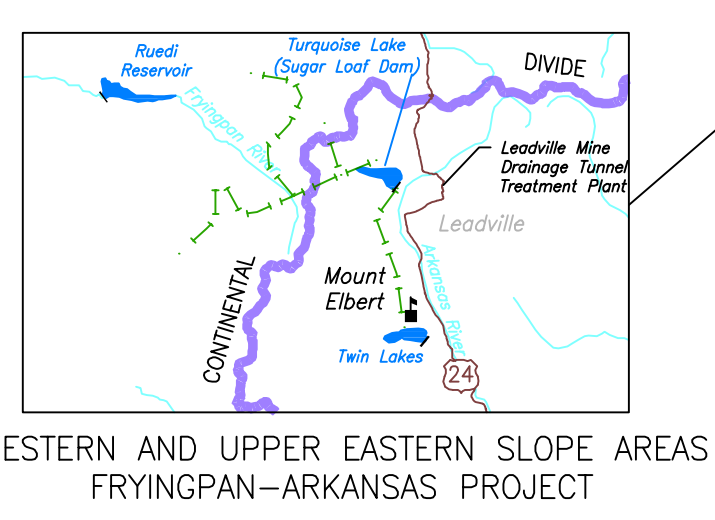 Ruedi
Reservoir
Turquoise Lake
(Sugar Loaf Dam)
DIVIDE
Fryingpan River
Leadville Mine
Drainage Tunnel
Treatment Plant
Leadville
Arkansas River
CONTINENTAL
Mount
Elbert
Twin Lakes
24
ESTERN AND UPPER EASTERN SLOPE AREAS
FRYINGPAN-ARKANSAS PROJECT